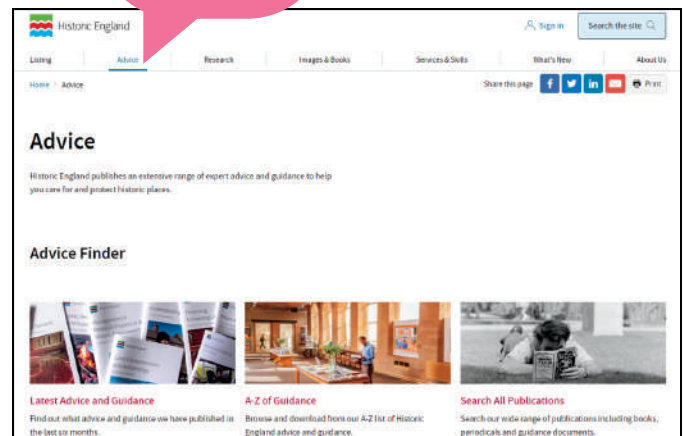 Historic England
Sign in
Search the site
Listing
Advice
Research
Images & Books
Services & Skills
What's New
About Us
Home
Advice
Share this page
Print
Advice
Historic England publishes an extensive range of expert advice and guidance to help
you care for and protect historic places.
Advice Finder
Latest Advice and Guidance
Find out what advice and guidance we have published in
the last six months.
A-Z of Guidance
Browse and download from our A-Z list of Historic
England advice and guidance.
Search All Publications
Search our wide range of publications including books,
periodicals and guidance documents.